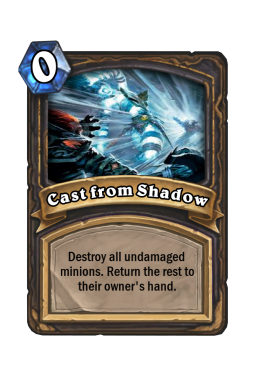 0
Cast from Shadow
Destroy all undamaged
minions. Return the rest to
their owner's hand.